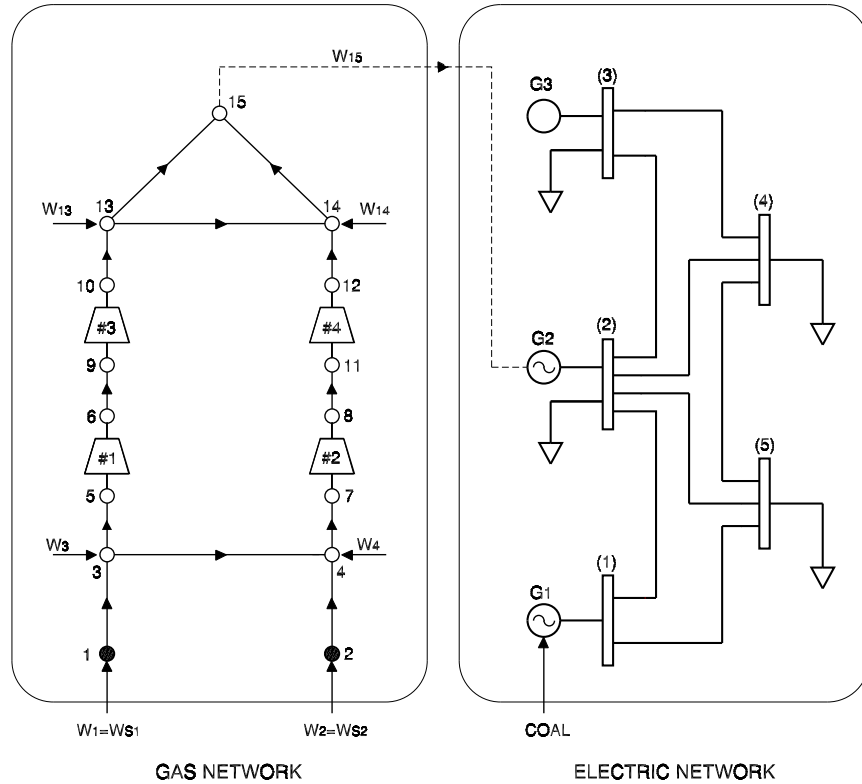 W15
15
W13
13
14
W14
10
12
#3
#4
9
11
6
8
#1
#2
5
7
W3
3
4
W4
1
2
W1=WS1
W2=WS2
GAS NETWORK
(3)
G3
(4)
(2)
G2
(5)
(1)
G1
COAL
ELECTRIC NETWORK